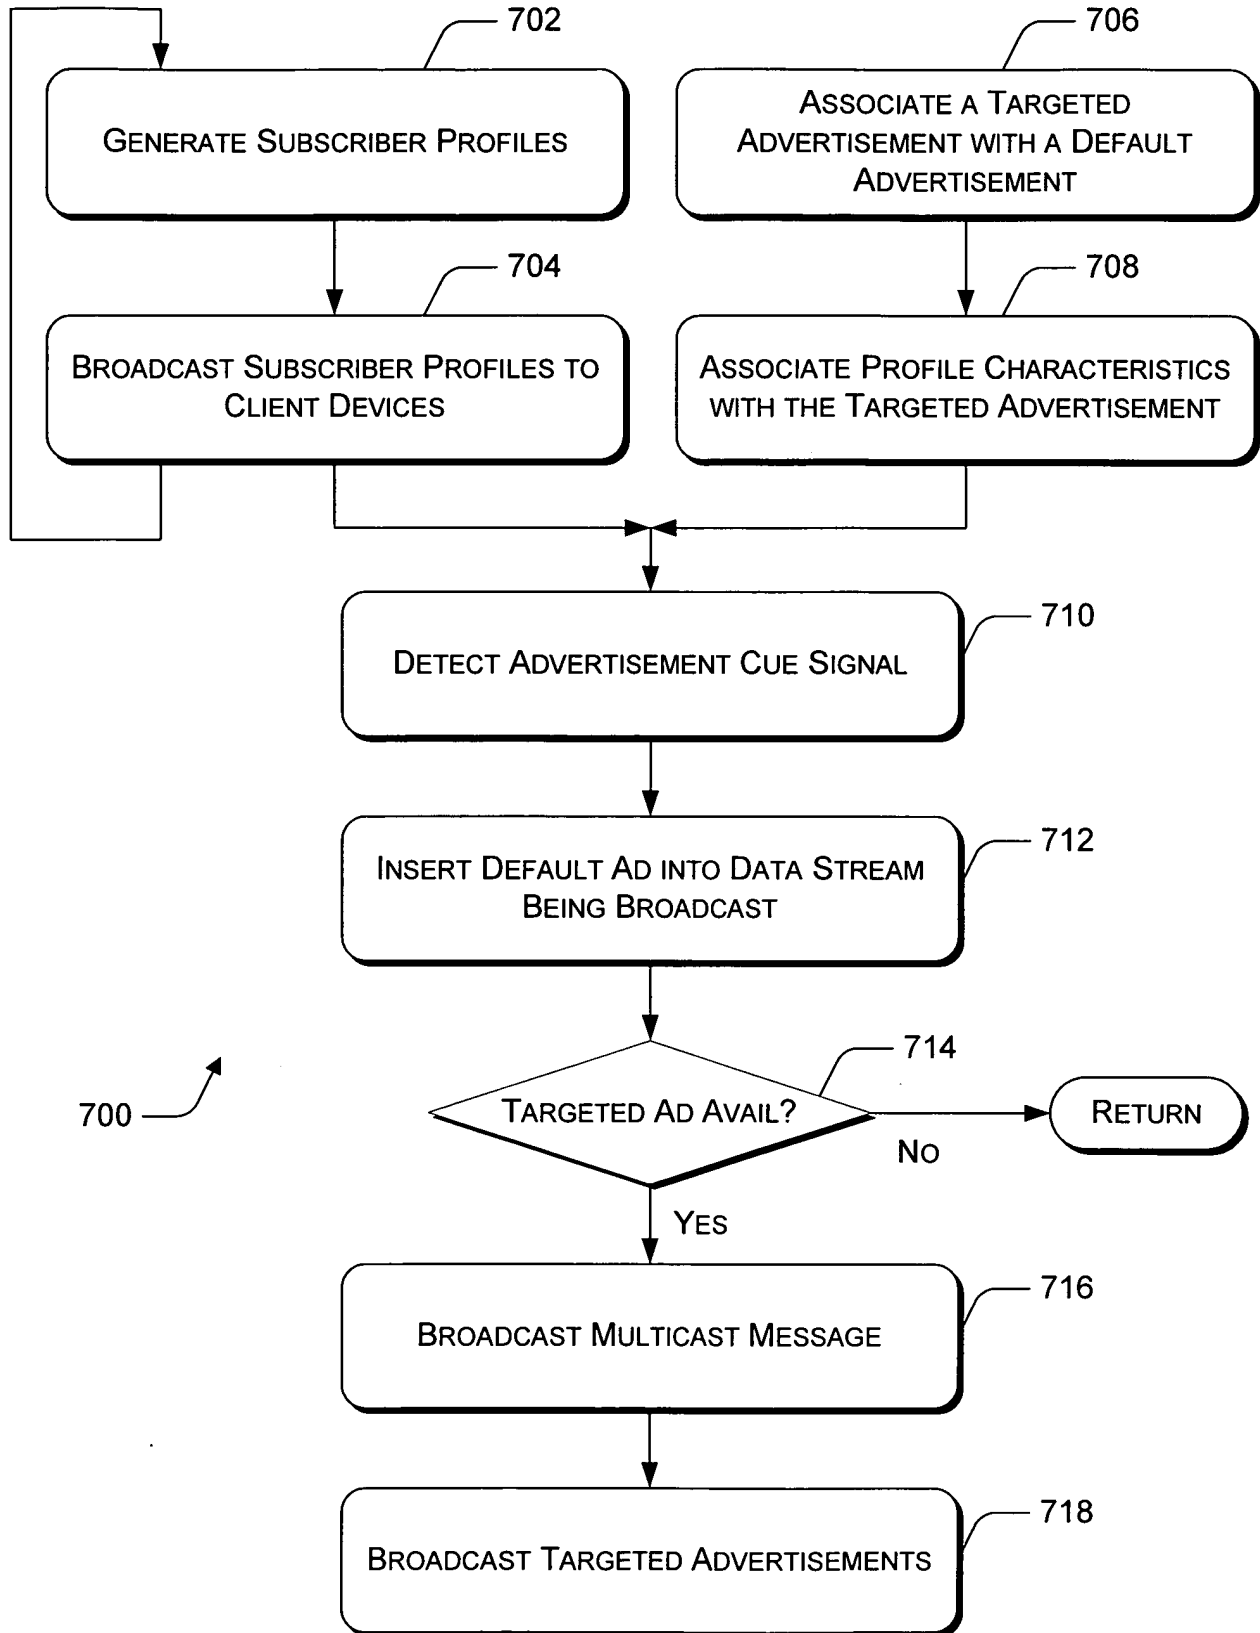 702
GENERATE SUBSCRIBER PROFILES
706
ASSOCIATE A TARGETED
ADVERTISEMENT WITH A DEFAULT
ADVERTISEMENT
704
BROADCAST SUBSCRIBER PROFILES TO
CLIENT DEVICES
708
ASSOCIATE PROFILE CHARACTERISTICS
WITH THE TARGETED ADVERTISEMENT
710
DETECT ADVERTISEMENT CUE SIGNAL
712
INSERT DEFAULT AD INTO DATA STREAM
BEING BROADCAST
700
714
TARGETED AD AVAIL?
NO
RETURN
YES
716
BROADCAST MULTICAST MESSAGE
718
BROADCAST TARGETED ADVERTISEMENTS